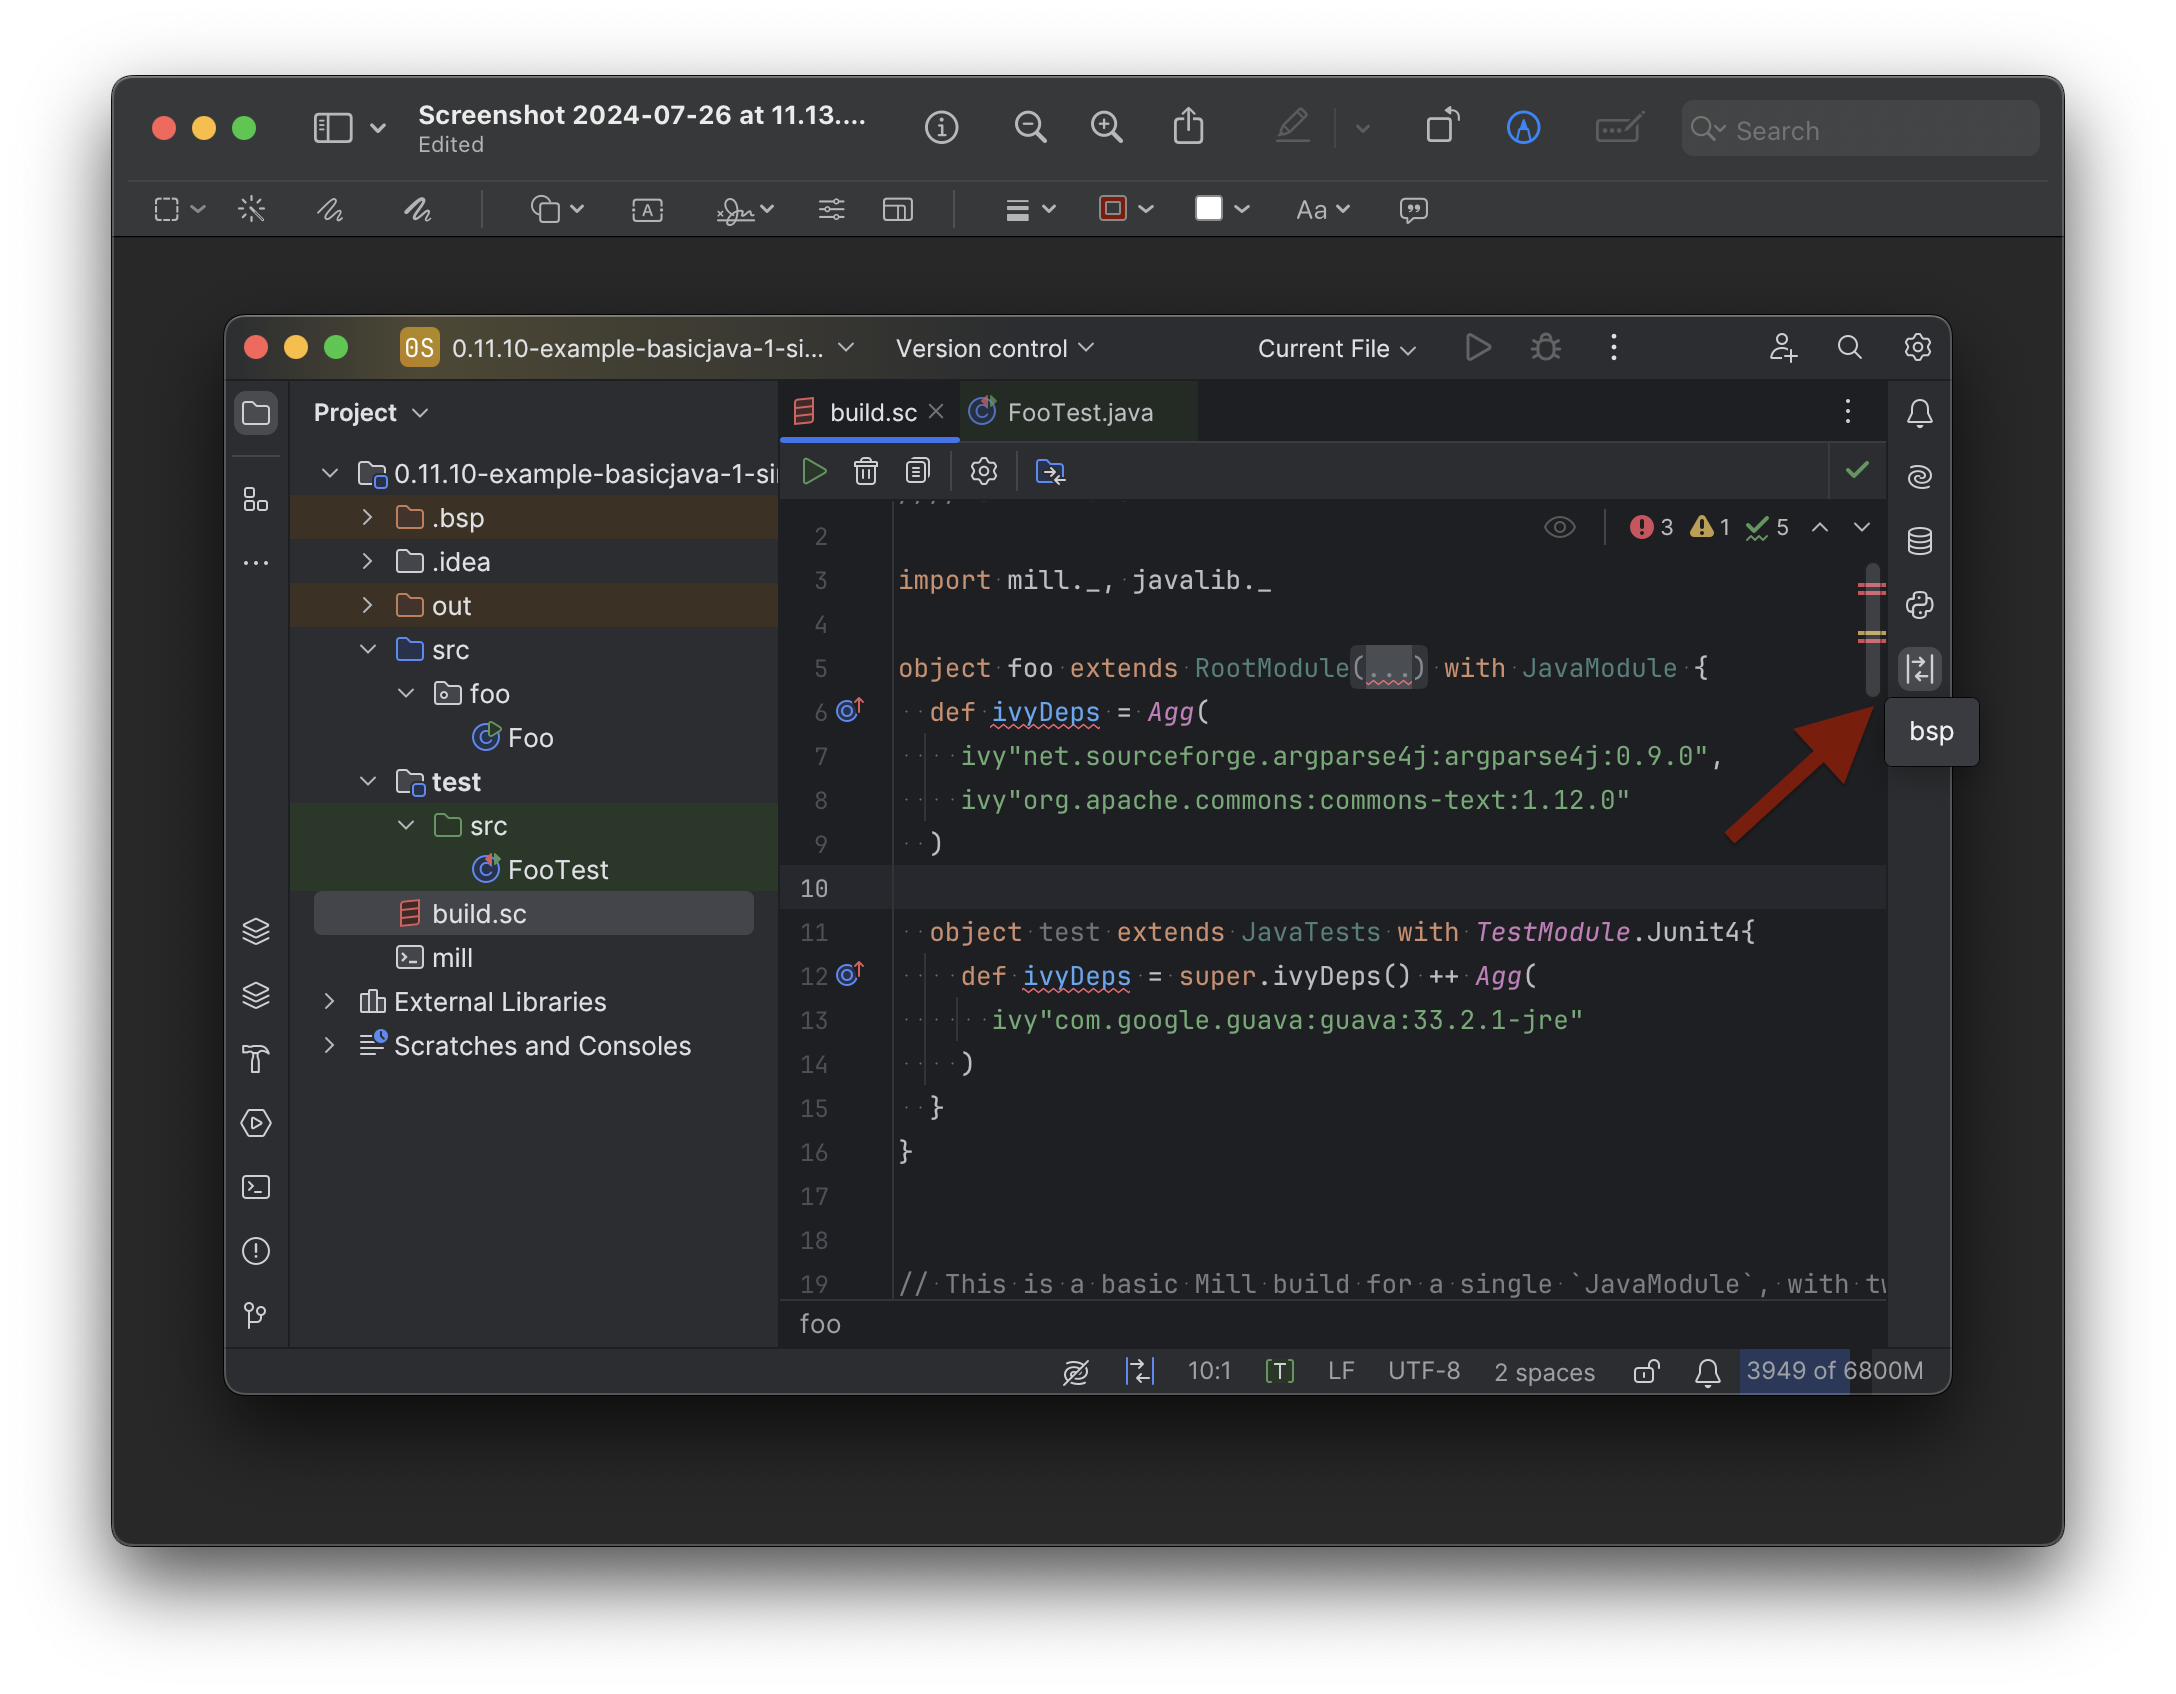 Screenshot 2024-07-26 at 11.13....
Edited
Search
A
Aa
0S 0.11.10-example-basicjava-1-si...
Version control
Current File
Project
build.sc
FooTest.java
0.11.10-example-basicjava-1-si
.bsp
.idea
out
src
foo
Foo
test
src
FooTest
build.sc
mill
External Libraries
Scratches and Consoles
3 1 5
2
3 import mill._, javalib._
4
5 object foo extends RootModule(...) with JavaModule {
6 def ivyDeps = Agg(
7 ivy"net.sourceforge.argparse4j:argparse4j:0.9.0",
8 ivy"org.apache.commons:commons-text:1.12.0"
9 )
10
11 object test extends JavaTests with TestModule.Junit4{
12 def ivyDeps = super.ivyDeps() ++ Agg(
13 ivy"com.google.guava:guava:33.2.1-jre"
14 )
15 }
16 }
17
18
19 // This is a basic Mill build for a single `JavaModule`, with
bsp
foo
10:1 [T] LF UTF-8 2 spaces 3949 of 6800M